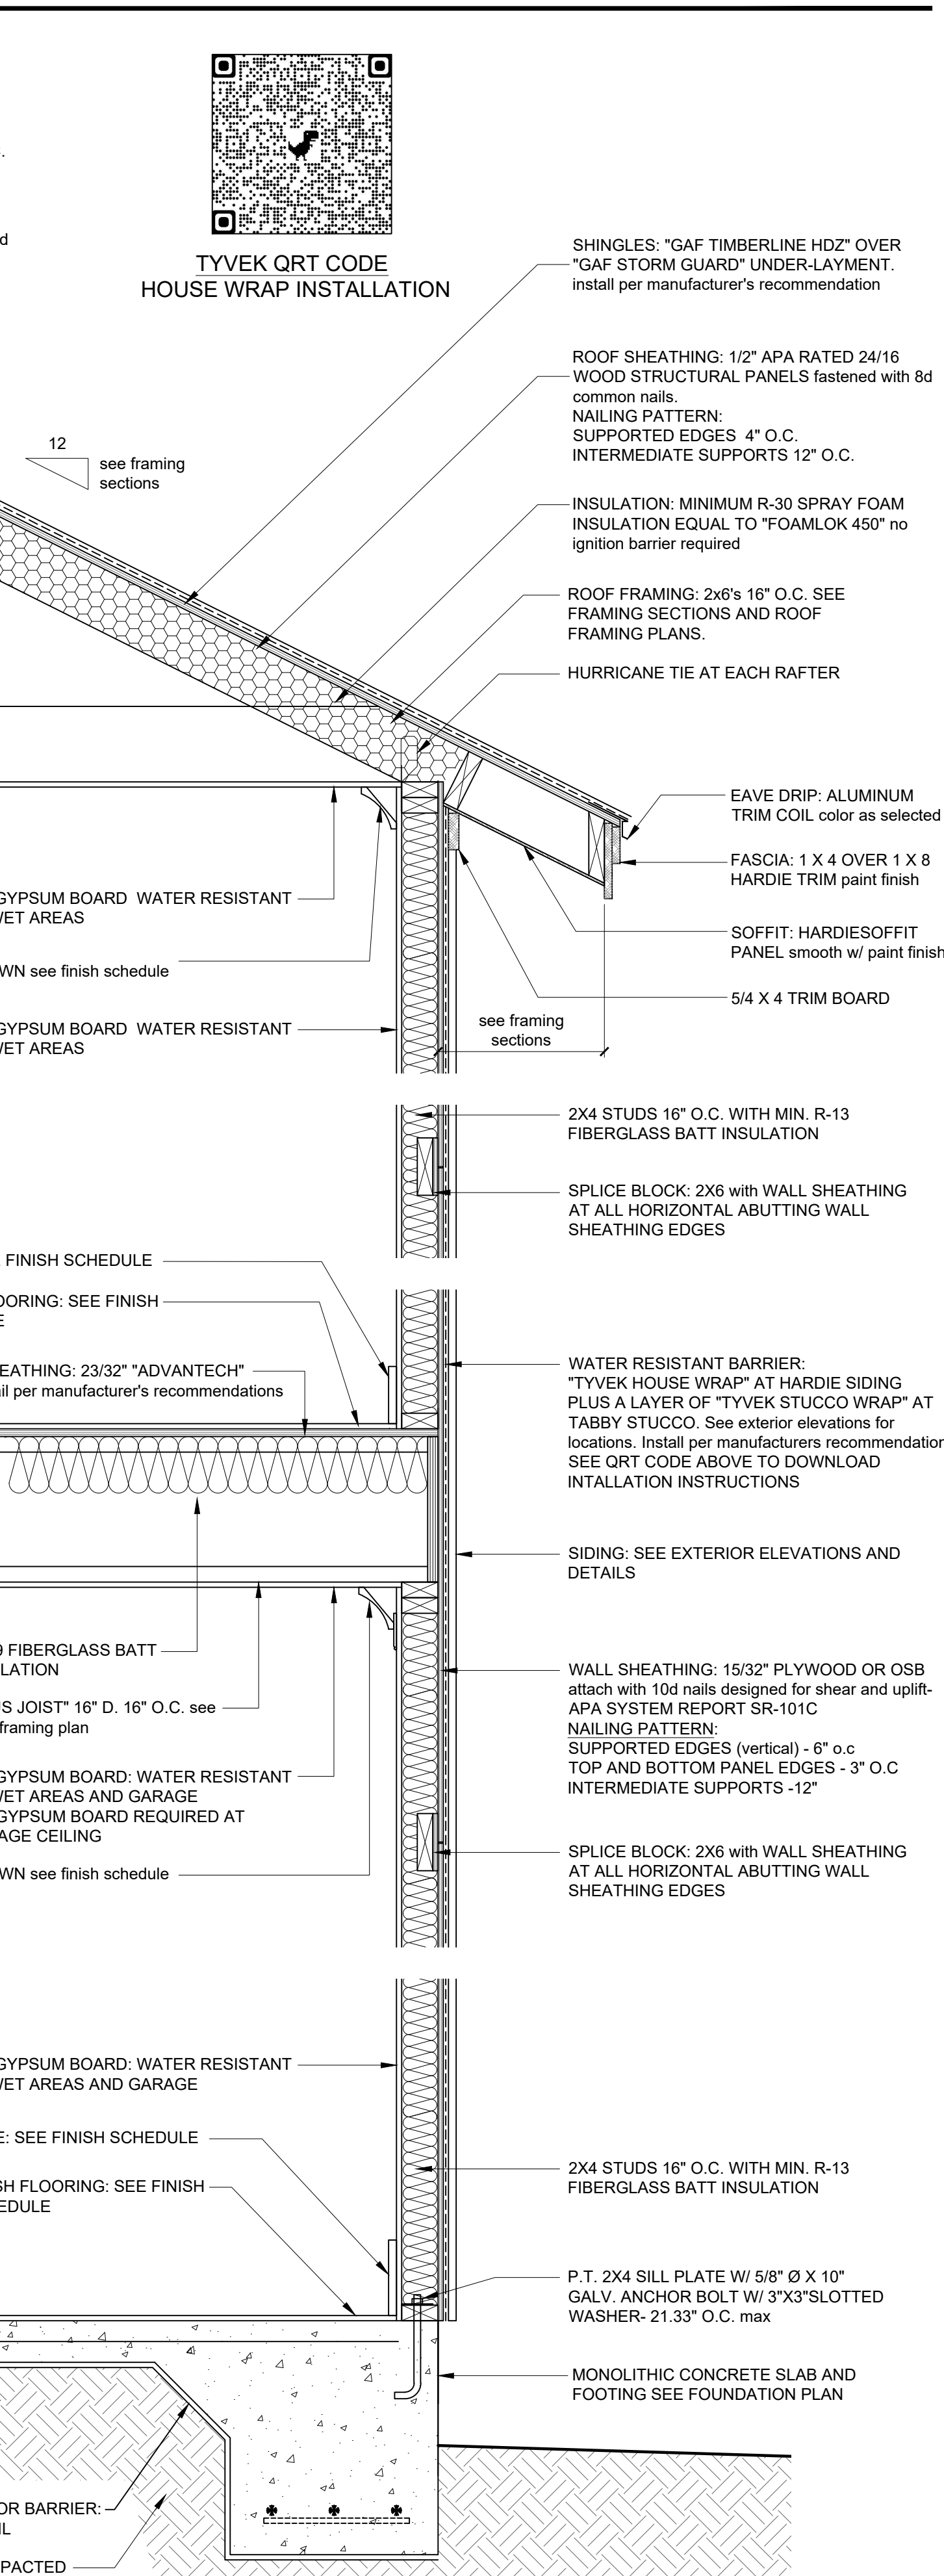 .
d
TYVEK QRT CODE
HOUSE WRAP INSTALLATION
SHINGLES: "GAF TIMBERLINE HDZ" OVER
"GAF STORM GUARD" UNDER-LAYMENT.
install per manufacturer's recommendation
ROOF SHEATHING: 1/2" APA RATED 24/16
WOOD STRUCTURAL PANELS fastened with 8d
common nails.
NAILING PATTERN:
SUPPORTED EDGES 4" O.C.
INTERMEDIATE SUPPORTS 12" O.C.
12
see framing
sections
INSULATION: MINIMUM R-30 SPRAY FOAM
INSULATION EQUAL TO "FOAMLOK 450" no
ignition barrier required
ROOF FRAMING: 2x6's 16" O.C. SEE
FRAMING SECTIONS AND ROOF
FRAMING PLANS.
HURRICANE TIE AT EACH RAFTER
EAVE DRIP: ALUMINUM
TRIM COIL color as selected
FASCIA: 1 X 4 OVER 1 X 8
HARDIE TRIM paint finish
GYPSUM BOARD WATER RESISTANT
WET AREAS
SOFFIT: HARDIESOFFIT
PANEL smooth w/ paint finish
WN see finish schedule
5/4 X 4 TRIM BOARD
GYPSUM BOARD WATER RESISTANT
WET AREAS
see framing
sections
2X4 STUDS 16" O.C. WITH MIN. R-13
FIBERGLASS BATT INSULATION
SPLICE BLOCK: 2X6 with WALL SHEATHING
AT ALL HORIZONTAL ABUTTING WALL
SHEATHING EDGES
FINISH SCHEDULE
OORING: SEE FINISH
E
EATHING: 23/32" "ADVANTECH"
ail per manufacturer's recommendations
WATER RESISTANT BARRIER:
"TYVEK HOUSE WRAP" AT HARDIE SIDING
PLUS A LAYER OF "TYVEK STUCCO WRAP" AT
TABBY STUCCO. See exterior elevations for
locations. Install per manufacturers recommendation
SEE QRT CODE ABOVE TO DOWNLOAD
INTALLATION INSTRUCTIONS
SIDING: SEE EXTERIOR ELEVATIONS AND
DETAILS
9 FIBERGLASS BATT
LATION
US JOIST" 16" D. 16" O.C. see
framing plan
WALL SHEATHING: 15/32" PLYWOOD OR OSB
attach with 10d nails designed for shear and uplift-
APA SYSTEM REPORT SR-101C
NAILING PATTERN:
SUPPORTED EDGES (vertical) - 6" o.c
TOP AND BOTTOM PANEL EDGES - 3" O.C
INTERMEDIATE SUPPORTS -12"
GYPSUM BOARD: WATER RESISTANT
WET AREAS AND GARAGE
GYPSUM BOARD REQUIRED AT
AGE CEILING
WN see finish schedule
SPLICE BLOCK: 2X6 with WALL SHEATHING
AT ALL HORIZONTAL ABUTTING WALL
SHEATHING EDGES
GYPSUM BOARD: WATER RESISTANT
WET AREAS AND GARAGE
E: SEE FINISH SCHEDULE
SH FLOORING: SEE FINISH
EDULE
2X4 STUDS 16" O.C. WITH MIN. R-13
FIBERGLASS BATT INSULATION
P.T. 2X4 SILL PLATE W/ 5/8" Ø X 10"
GALV. ANCHOR BOLT W/ 3"X3"SLOTTED
WASHER- 21.33" O.C. max
MONOLITHIC CONCRETE SLAB AND
FOOTING SEE FOUNDATION PLAN
OR BARRIER:
IL
PACTED